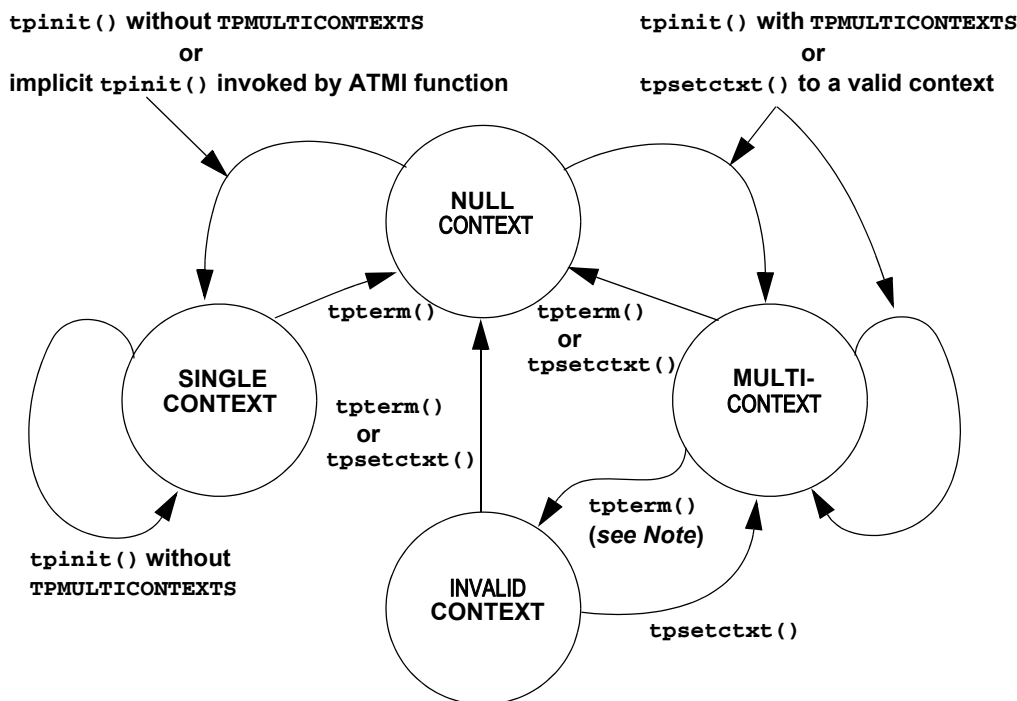 tpinit() without TPMULTICONTEXTS
or
implicit tpinit() invoked by ATMI function
tpinit() with TPMULTICONTEXTS
or
tpsetctxt() to a valid context
NULL
CONTEXT
tpterm()
tpterm()
or
tpsetctxt()
SINGLE
CONTEXT
MULTI-
CONTEXT
tpterm()
or
tpsetctxt()
tpterm()
(see Note)
tpinit() without
TPMULTICONTEXTS
INVALID
CONTEXT
tpsetctxt()